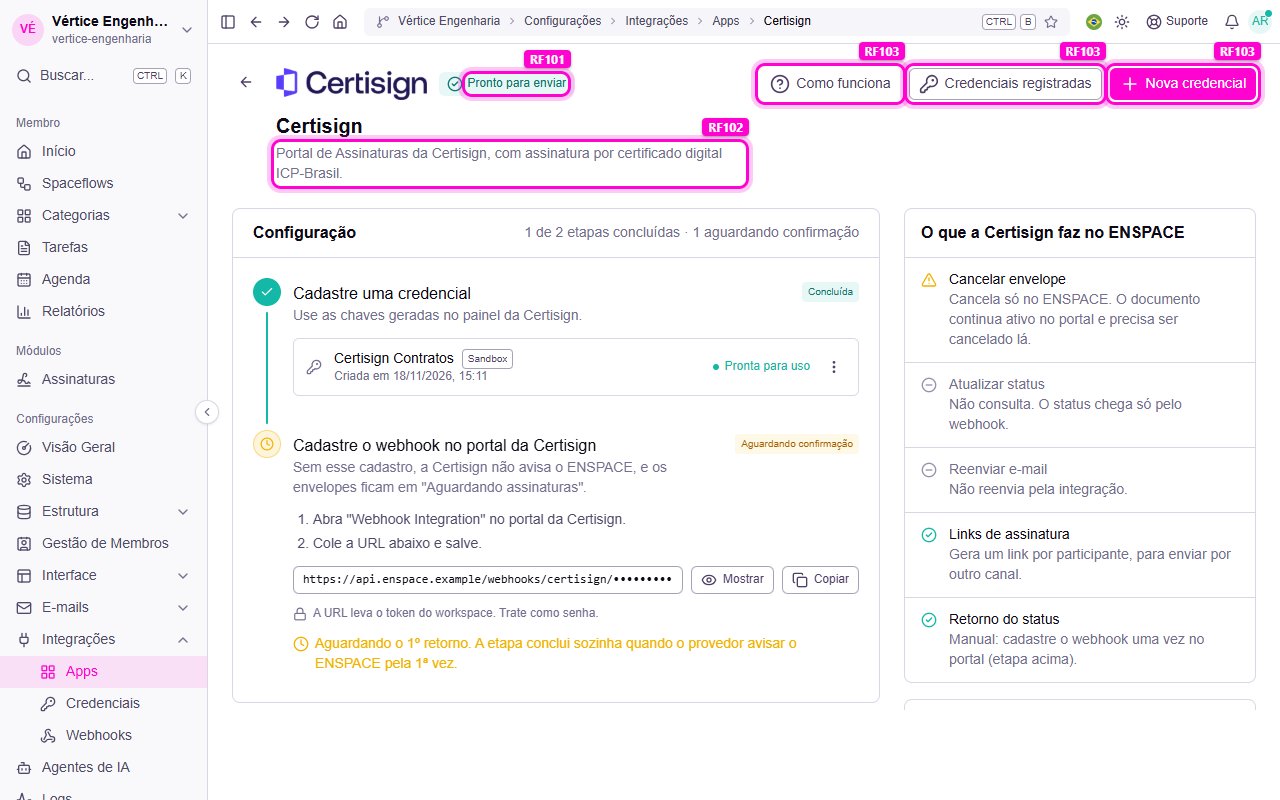 VÉ
Vértice Engenh...
vertice-engenharia
Vértice Engenharia
Configurações
Integrações
Apps
Certisign
CTRL
B
Suporte
AR
Buscar...
CTRL
K
Membro
Início
Spaceflows
Categorias
Tarefas
Agenda
Relatórios
Módulos
Assinaturas
Configurações
Visão Geral
Sistema
Estrutura
Gestão de Membros
Interface
E-mails
Integrações
Apps
Credenciais
Webhooks
Agentes de IA
Logs
Certisign
RF101
Pronto para enviar
RF103
Como funciona
RF103
Credenciais registradas
RF103
Nova credencial
Certisign
RF102
Portal de Assinaturas da Certisign, com assinatura por certificado digital
ICP-Brasil.
Configuração
1 de 2 etapas concluídas · 1 aguardando confirmação
Cadastre uma credencial
Concluída
Use as chaves geradas no painel da Certisign.
Certisign Contratos
Sandbox
Criada em 18/11/2026, 15:11
Pronta para uso
Cadastre o webhook no portal da Certisign
Aguardando confirmação
Sem esse cadastro, a Certisign não avisa o ENSPACE, e os
envelopes ficam em "Aguardando assinaturas".
1. Abra "Webhook Integration" no portal da Certisign.
2. Cole a URL abaixo e salve.
https://api.enspace.example/webhooks/certisign/•••••••••
Mostrar
Copiar
A URL leva o token do workspace. Trate como senha.
Aguardando o 1º retorno. A etapa conclui sozinha quando o provedor avisar o
ENSPACE pela 1ª vez.
O que a Certisign faz no ENSPACE
Cancelar envelope
Cancela só no ENSPACE. O documento
continua ativo no portal e precisa ser
cancelado lá.
Atualizar status
Não consulta. O status chega só pelo
webhook.
Reenviar e-mail
Não reenvia pela integração.
Links de assinatura
Gera um link por participante, para enviar por
outro canal.
Retorno do status
Manual: cadastre o webhook uma vez no
portal (etapa acima).